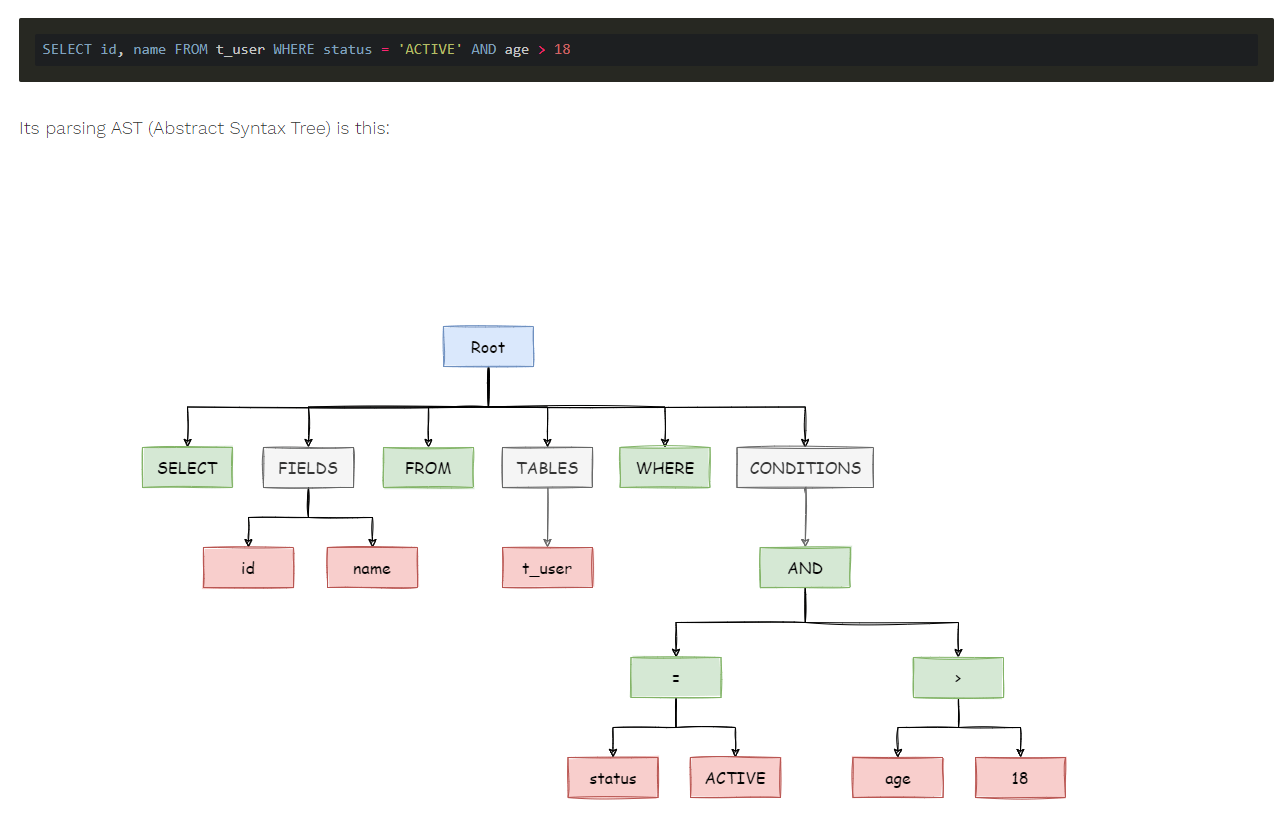 SELECT id, name FROM t_user WHERE status = 'ACTIVE' AND age > 18
Its parsing AST (Abstract Syntax Tree) is this:
Root
SELECT FIELDS FROM TABLES WHERE CONDITIONS
id name t_user AND
= >
status ACTIVE age 18